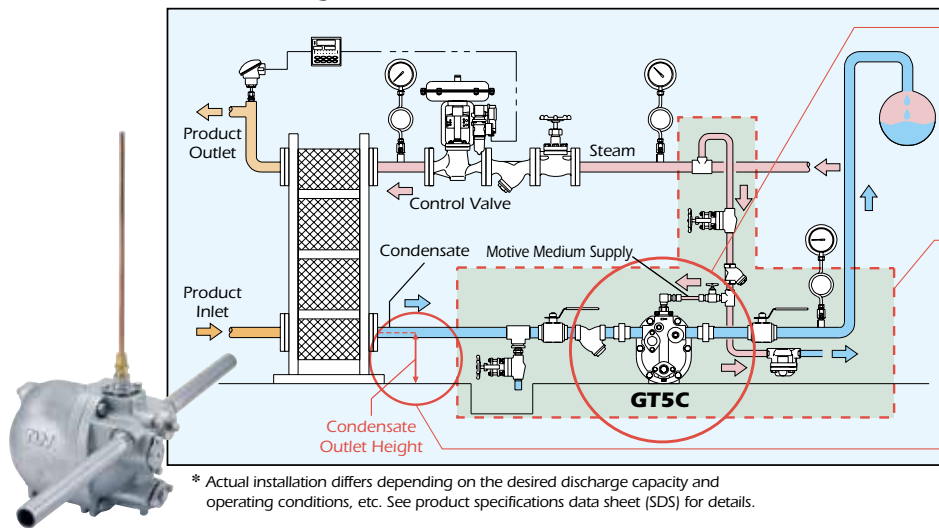 Product
Outlet
Steam
Control Valve
Condensate
Motive Medium Supply
Product
Inlet
GT5C
Condensate
Outlet Height
TLV
* Actual installation differs depending on the desired discharge capacity and
operating conditions, etc. See product specifications data sheet (SDS) for details.